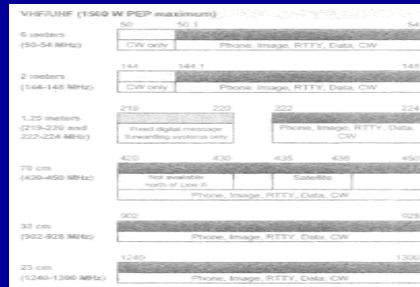 VHF/UHF (1500 W PEP maximum)
50 50.1 54
6 meters
(50-54 MHz)
CW only Phone, Image, RTTY, Data, CW
144 144.1 148
2 meters
(144-148 MHz)
CW only Phone, Image, RTTY, Data, CW
219 220 222 224
1.25 meters
(219-220 and
222-224 MHz)
Fixed digital message
forwarding systems only
Phone, Image, RTTY, Data,
CW
420 430 435 438 450
70 cm
(420-450 MHz)
Not available
north of Line A
Satellite
Phone, Image, RTTY, Data, CW
902 928
33 cm
(902-928 MHz)
Phone, Image, RTTY, Data, CW
1240 1300
23 cm
(1240-1300 MHz)
Phone, Image, RTTY, Data, CW